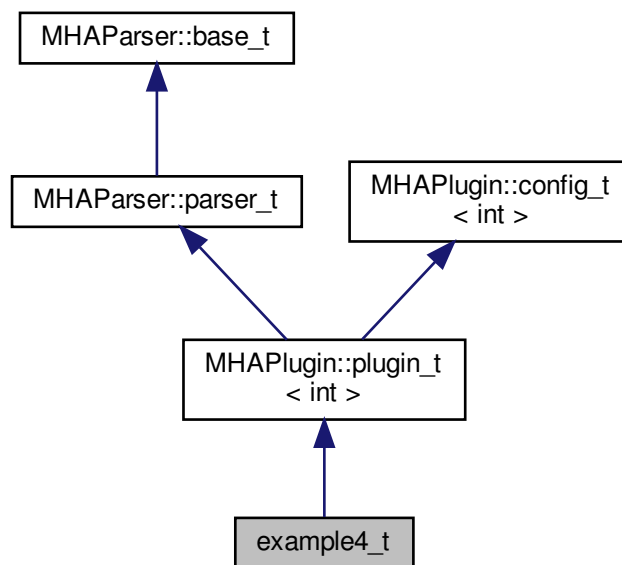 MHAParser::base_t
MHAParser::parser_t
MHAPlugin::config_t
< int >
MHAPlugin::plugin_t
< int >
example4_t